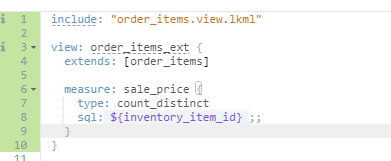 i 1 include: "order_items.view.lkml"
2
i 3 view: order_items_ext {
4 extends: [order_items]
5
6 measure: sale_price {
7 type: count_distinct
8 sql: ${inventory_item_id} ;;
9 }
10 }
11